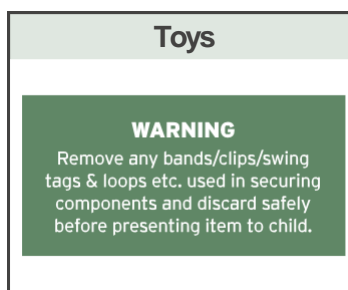 Toys
WARNING
Remove any bands/clips/swing
tags & loops etc. used in securing
components and discard safely
before presenting item to child.